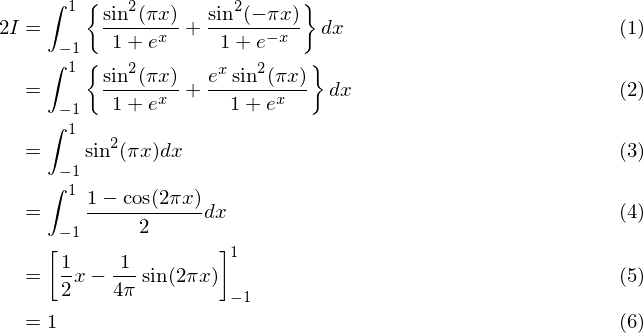 2I = \int_{-1}^{1} \left\{ \frac{\sin^2(\pi x)}{1 + e^x} + \frac{\sin^2(-\pi x)}{1 + e^{-x}} \right\} dx (1)
= \int_{-1}^{1} \left\{ \frac{\sin^2(\pi x)}{1 + e^x} + \frac{e^x \sin^2(\pi x)}{1 + e^x} \right\} dx (2)
= \int_{-1}^{1} \sin^2(\pi x) dx (3)
= \int_{-1}^{1} \frac{1 - \cos(2\pi x)}{2} dx (4)
= \left[ \frac{1}{2} x - \frac{1}{4\pi} \sin(2\pi x) \right]_{-1}^{1} (5)
= 1 (6)